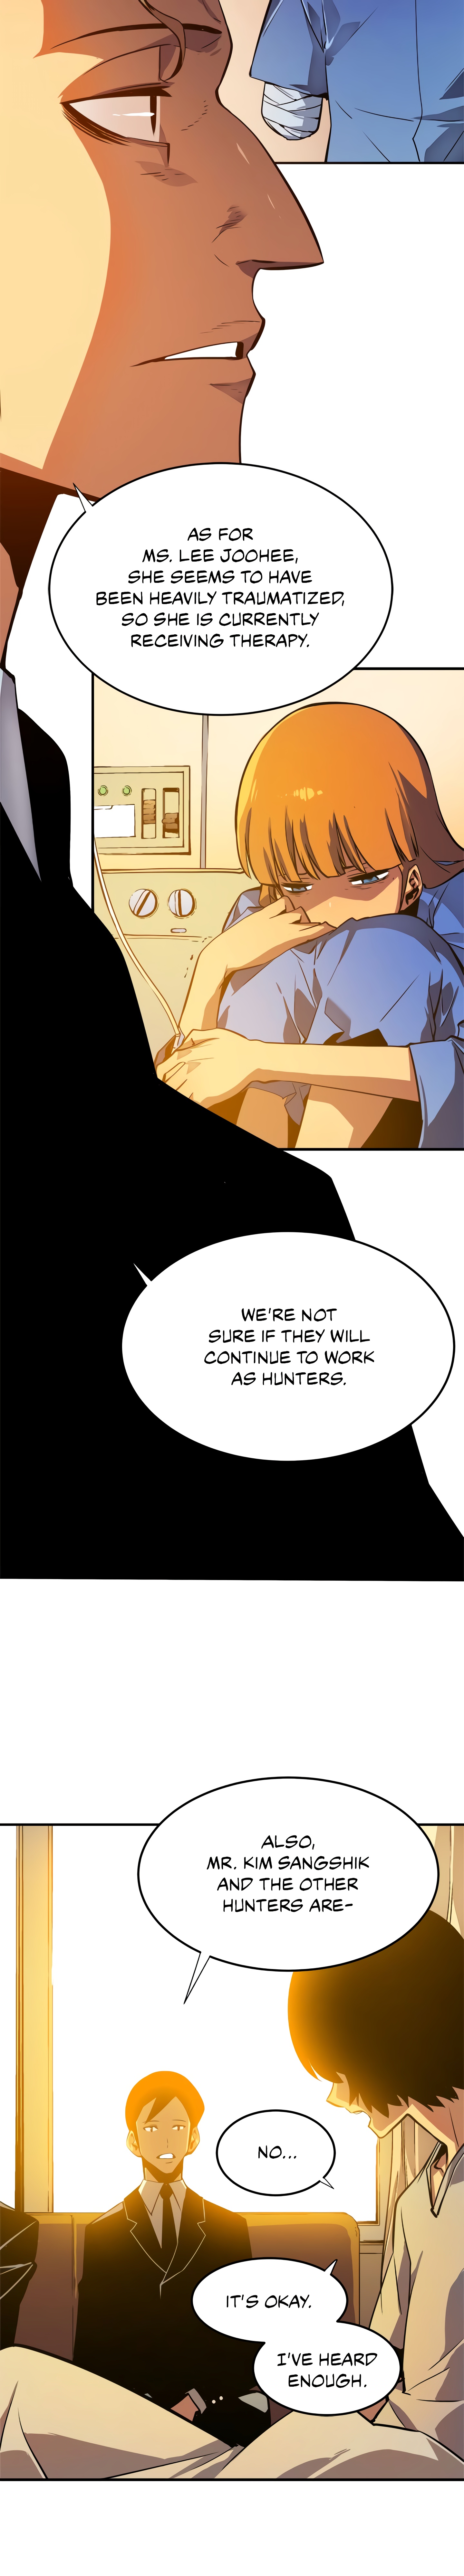 AS FOR
MS. LEE JOOHEE,
SHE SEEMS TO HAVE
BEEN HEAVILY TRAUMATIZED,
SO SHE IS CURRENTLY
RECEIVING THERAPY.
WE'RE NOT
SURE IF THEY WILL
CONTINUE TO WORK
AS HUNTERS.
ALSO,
MR. KIM SANGSHIK
AND THE OTHER
HUNTERS ARE-
NO...
IT'S OKAY.
I'VE HEARD
ENOUGH.